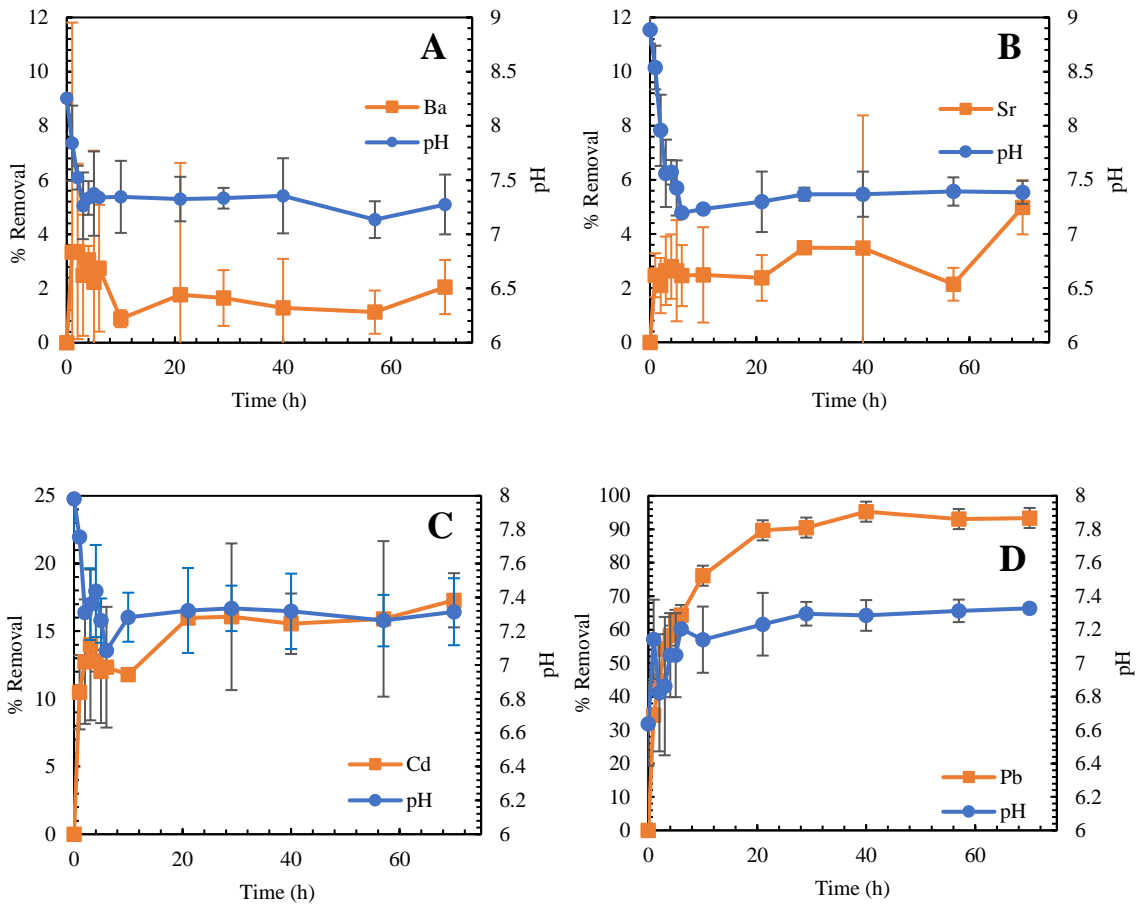 A
% Removal
pH
12
10
8
6
4
2
0
9
8.5
8
7.5
7
6.5
6
Ba
pH
0 20 40 60
Time (h)
B
% Removal
pH
12
10
8
6
4
2
0
9
8.5
8
7.5
7
6.5
6
Sr
pH
0 20 40 60
Time (h)
C
% Removal
pH
25
20
15
10
5
0
8
7.8
7.6
7.4
7.2
7
6.8
6.6
6.4
6.2
6
Cd
pH
0 20 40 60
Time (h)
D
% Removal
pH
100
90
80
70
60
50
40
30
20
10
0
8
7.8
7.6
7.4
7.2
7
6.8
6.6
6.4
6.2
6
Pb
pH
0 20 40 60
Time (h)